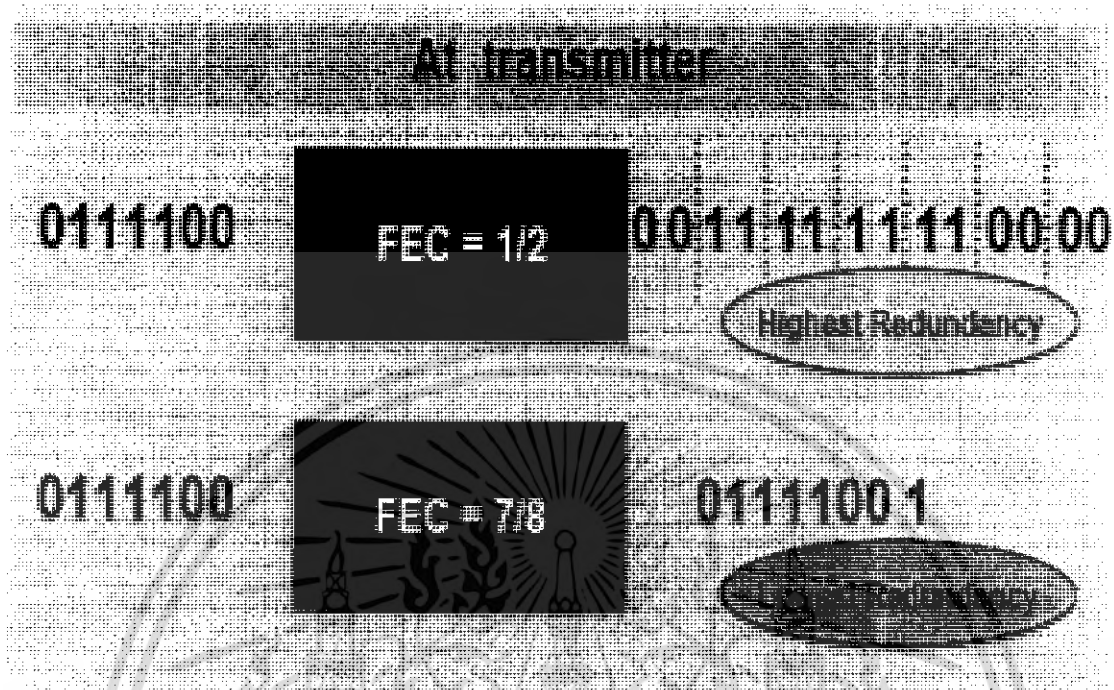 At transmitter
0111100
FEC = 1/2
00 11 11 11 11 00 00
Highest Redundency
0111100
FEC = 7/8
0111100 1